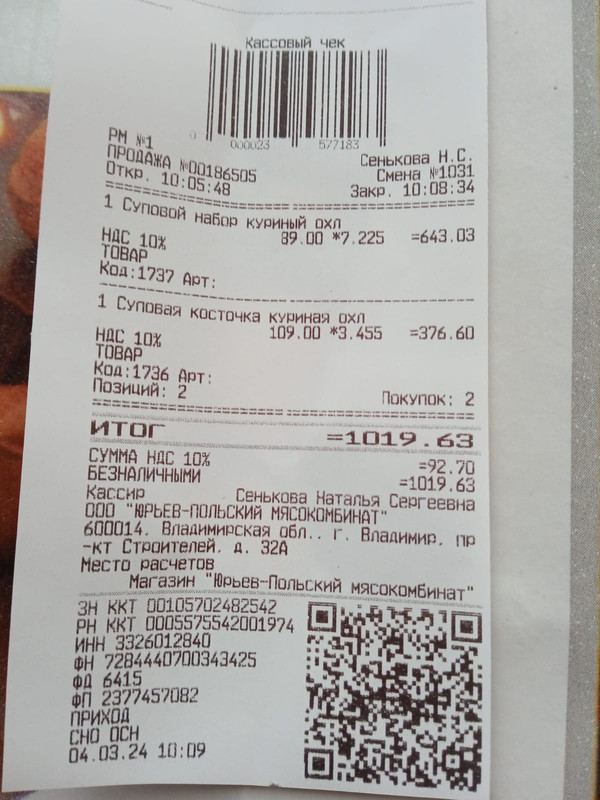 Кассовый чек
0 000023 577183
РМ №1 Сенькова Н.С.
ПРОДАЖА №00186505 Смена №1031
Откр. 10:05:48 Закр. 10:08:34
1 Суповой набор куриный охл
89.00 *7.225 =643.03
НДС 10%
ТОВАР
Код:1737 Арт:
1 Суповая косточка куриная охл
109.00 *3.455 =376.60
НДС 10%
ТОВАР
Код:1736 Арт:
Позиций: 2 Покупок: 2
ИТОГ =1019.63
СУММА НДС 10% =92.70
БЕЗНАЛИЧНЫМИ =1019.63
Кассир Сенькова Наталья Сергеевна
ООО "ЮРЬЕВ-ПОЛЬСКИЙ МЯСОКОМБИНАТ"
600014, Владимирская обл., г. Владимир, пр
-кт Строителей, д. 32А
Место расчетов
Магазин "Юрьев-Польский мясокомбинат"
ЗН ККТ 00105702482542
РН ККТ 0005575542001974
ИНН 3326012840
ФН 7284440700343425
ФД 6415
ФП 2377457082
ПРИХОД
СНО ОСН
04.03.24 10:09